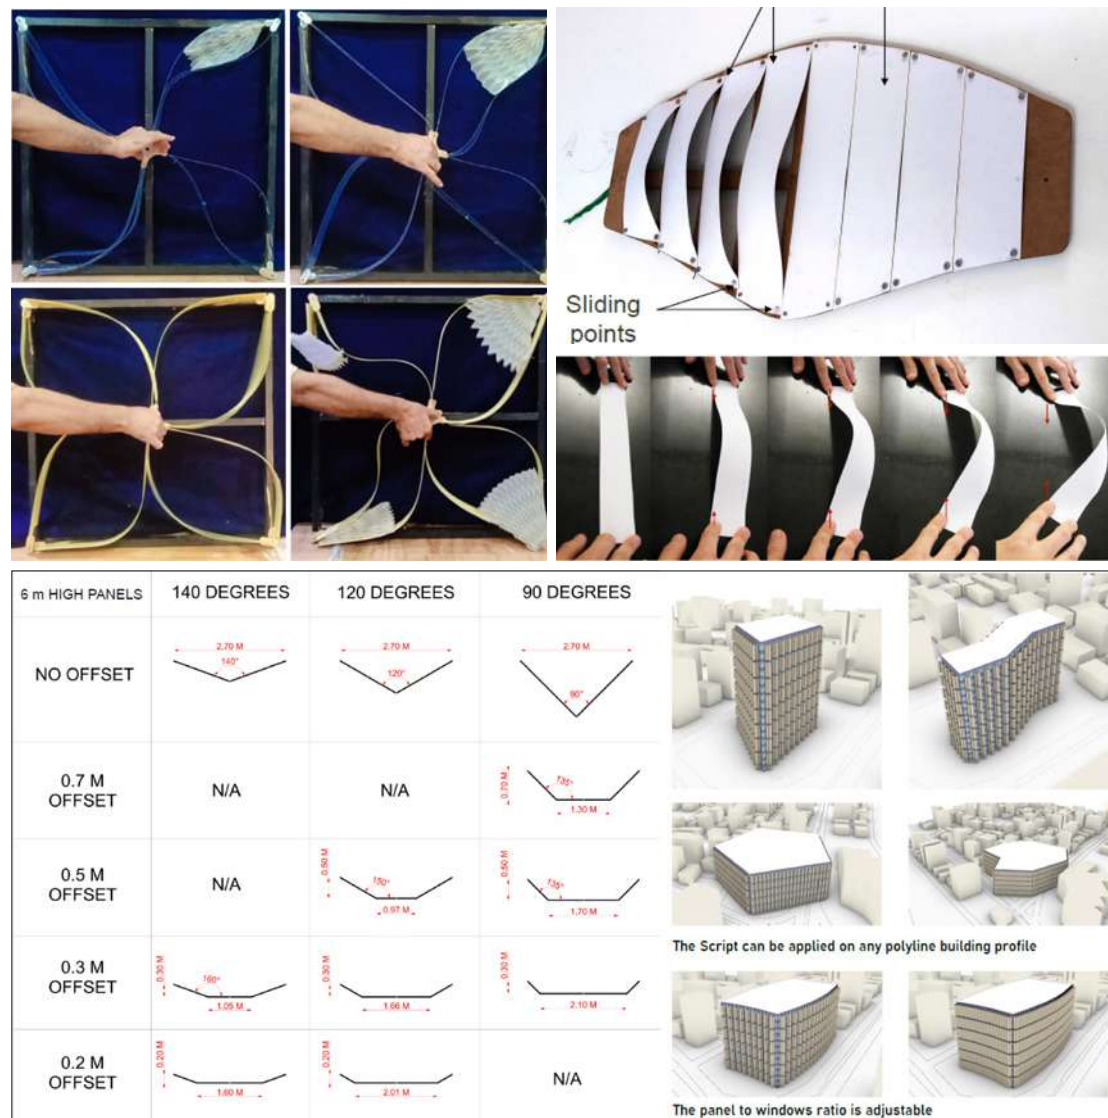 Sliding
points
6 m HIGH PANELS 140 DEGREES 120 DEGREES 90 DEGREES
2.70 M 2.70 M 2.70 M
140° 120° 90°
NO OFFSET
0.7 M
OFFSET
N/A N/A
0.70 M 135° 1.30 M
0.5 M
OFFSET
N/A
0.50 M 150° 0.97 M
0.50 M 135° 1.70 M
0.3 M
OFFSET
0.30 M 160° 1.05 M
0.30 M 1.66 M
0.30 M 2.10 M
0.2 M
OFFSET
0.20 M 1.60 M
0.20 M 2.01 M
N/A
The Script can be applied on any polyline building profile
The panel to windows ratio is adjustable